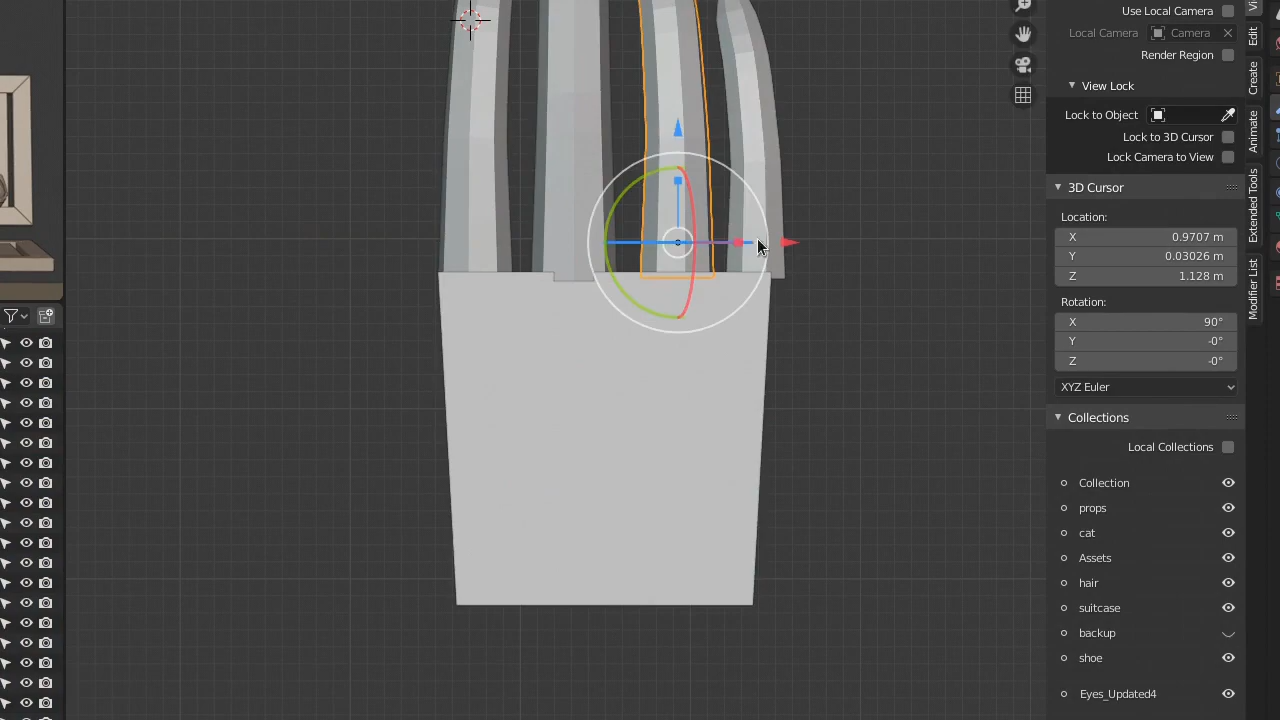 Use Local Camera
Local Camera Camera
Render Region
View Lock
Lock to Object
Lock to 3D Cursor
Lock Camera to View
3D Cursor
Location:
X 0.9707 m
Y 0.03026 m
Z 1.128 m
Rotation:
X 90°
Y -0°
Z -0°
XYZ Euler
Collections
Local Collections
Collection
props
cat
Assets
hair
suitcase
backup
shoe
Eyes_Updated4
Edit
Create
Animate
Extended Tools
Modifier List